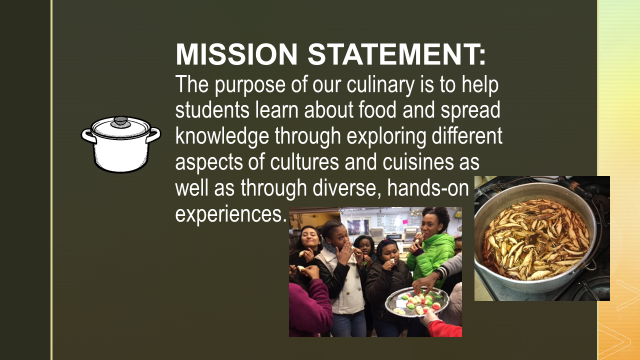 MISSION STATEMENT:
The purpose of our culinary is to help
students learn about food and spread
knowledge through exploring different
aspects of cultures and cuisines as
well as through diverse, hands-on
experiences.